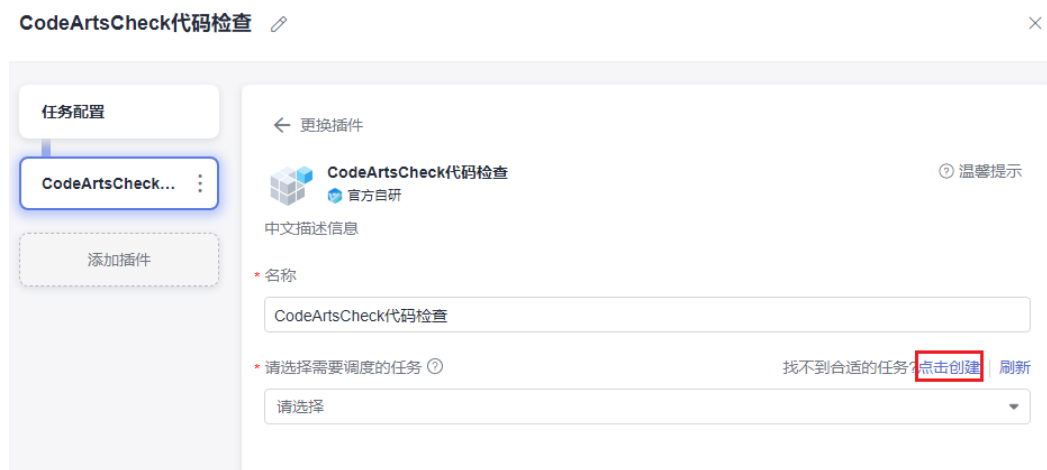 CodeArtsCheck代码检查
任务配置
CodeArtsCheck...
添加插件
更换插件
CodeArtsCheck代码检查
官方自研
温馨提示
中文描述信息
* 名称
CodeArtsCheck代码检查
* 请选择需要调度的任务
找不到合适的任务?点击创建 刷新
请选择